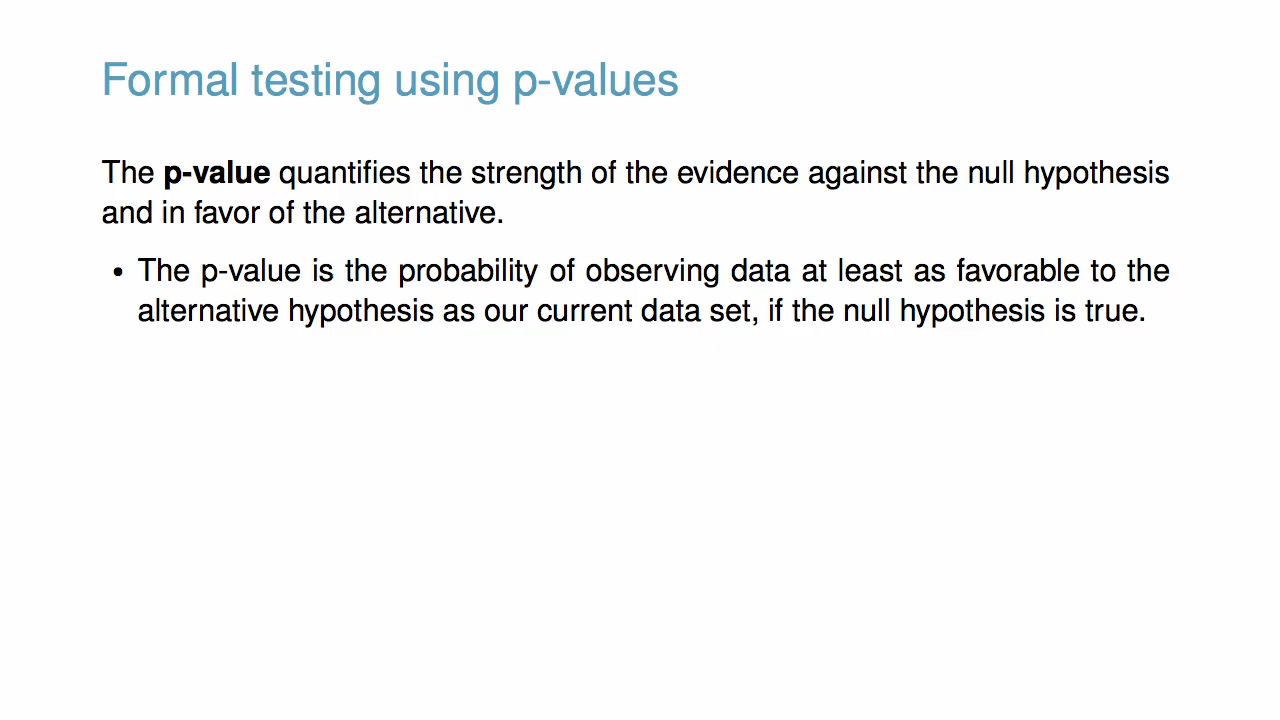 Formal testing using p-values
The p-value quantifies the strength of the evidence against the null hypothesis
and in favor of the alternative.
• The p-value is the probability of observing data at least as favorable to the
alternative hypothesis as our current data set, if the null hypothesis is true.